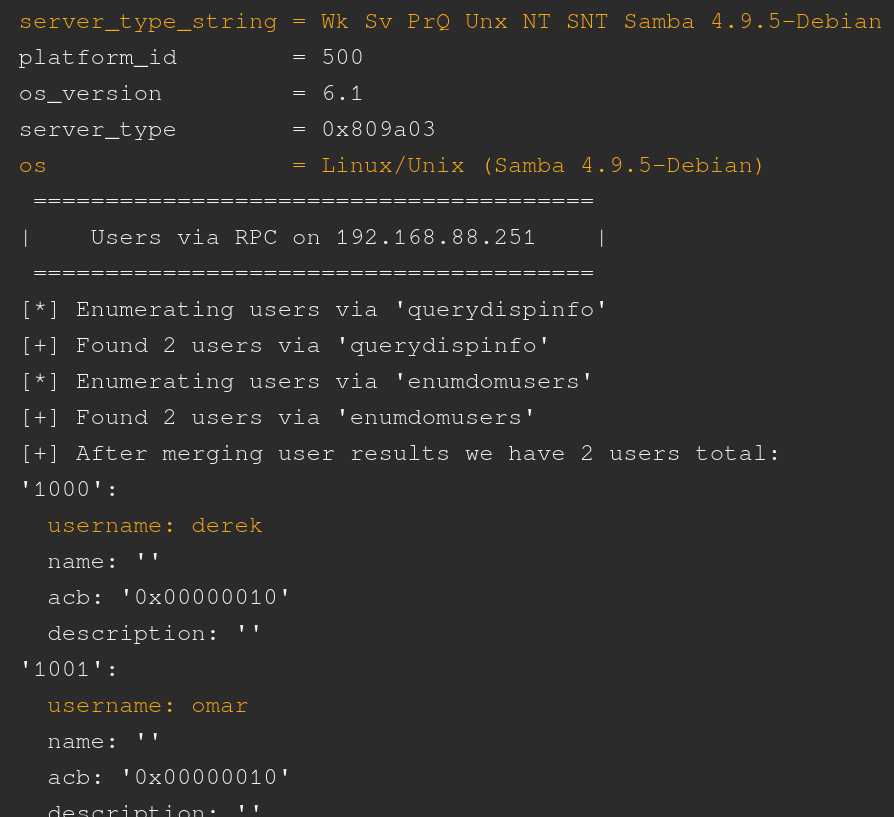 server_type_string = Wk Sv PrQ Unx NT SNT Samba 4.9.5-Debian
platform_id        = 500
os_version         = 6.1
server_type        = 0x809a03
os                 = Linux/Unix (Samba 4.9.5-Debian)
 =======================================
|    Users via RPC on 192.168.88.251    |
 =======================================
[*] Enumerating users via 'querydispinfo'
[+] Found 2 users via 'querydispinfo'
[*] Enumerating users via 'enumdomusers'
[+] Found 2 users via 'enumdomusers'
[+] After merging user results we have 2 users total:
'1000':
  username: derek
  name: ''
  acb: '0x00000010'
  description: ''
'1001':
  username: omar
  name: ''
  acb: '0x00000010'
  description: ''